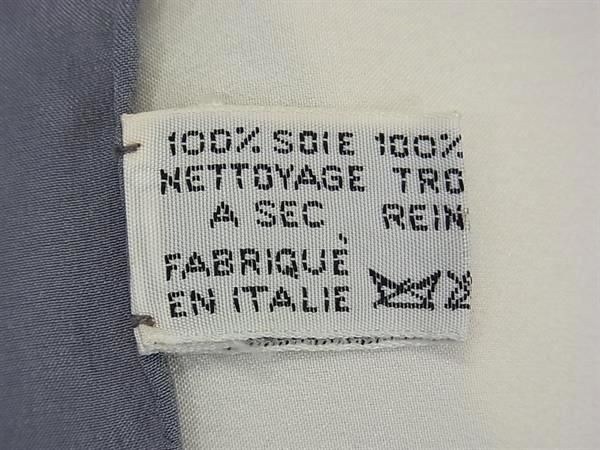 100% SOIE 100%
NETTOYAGE TRO
A SEC REIN
FABRIQUÉ
EN ITALIE